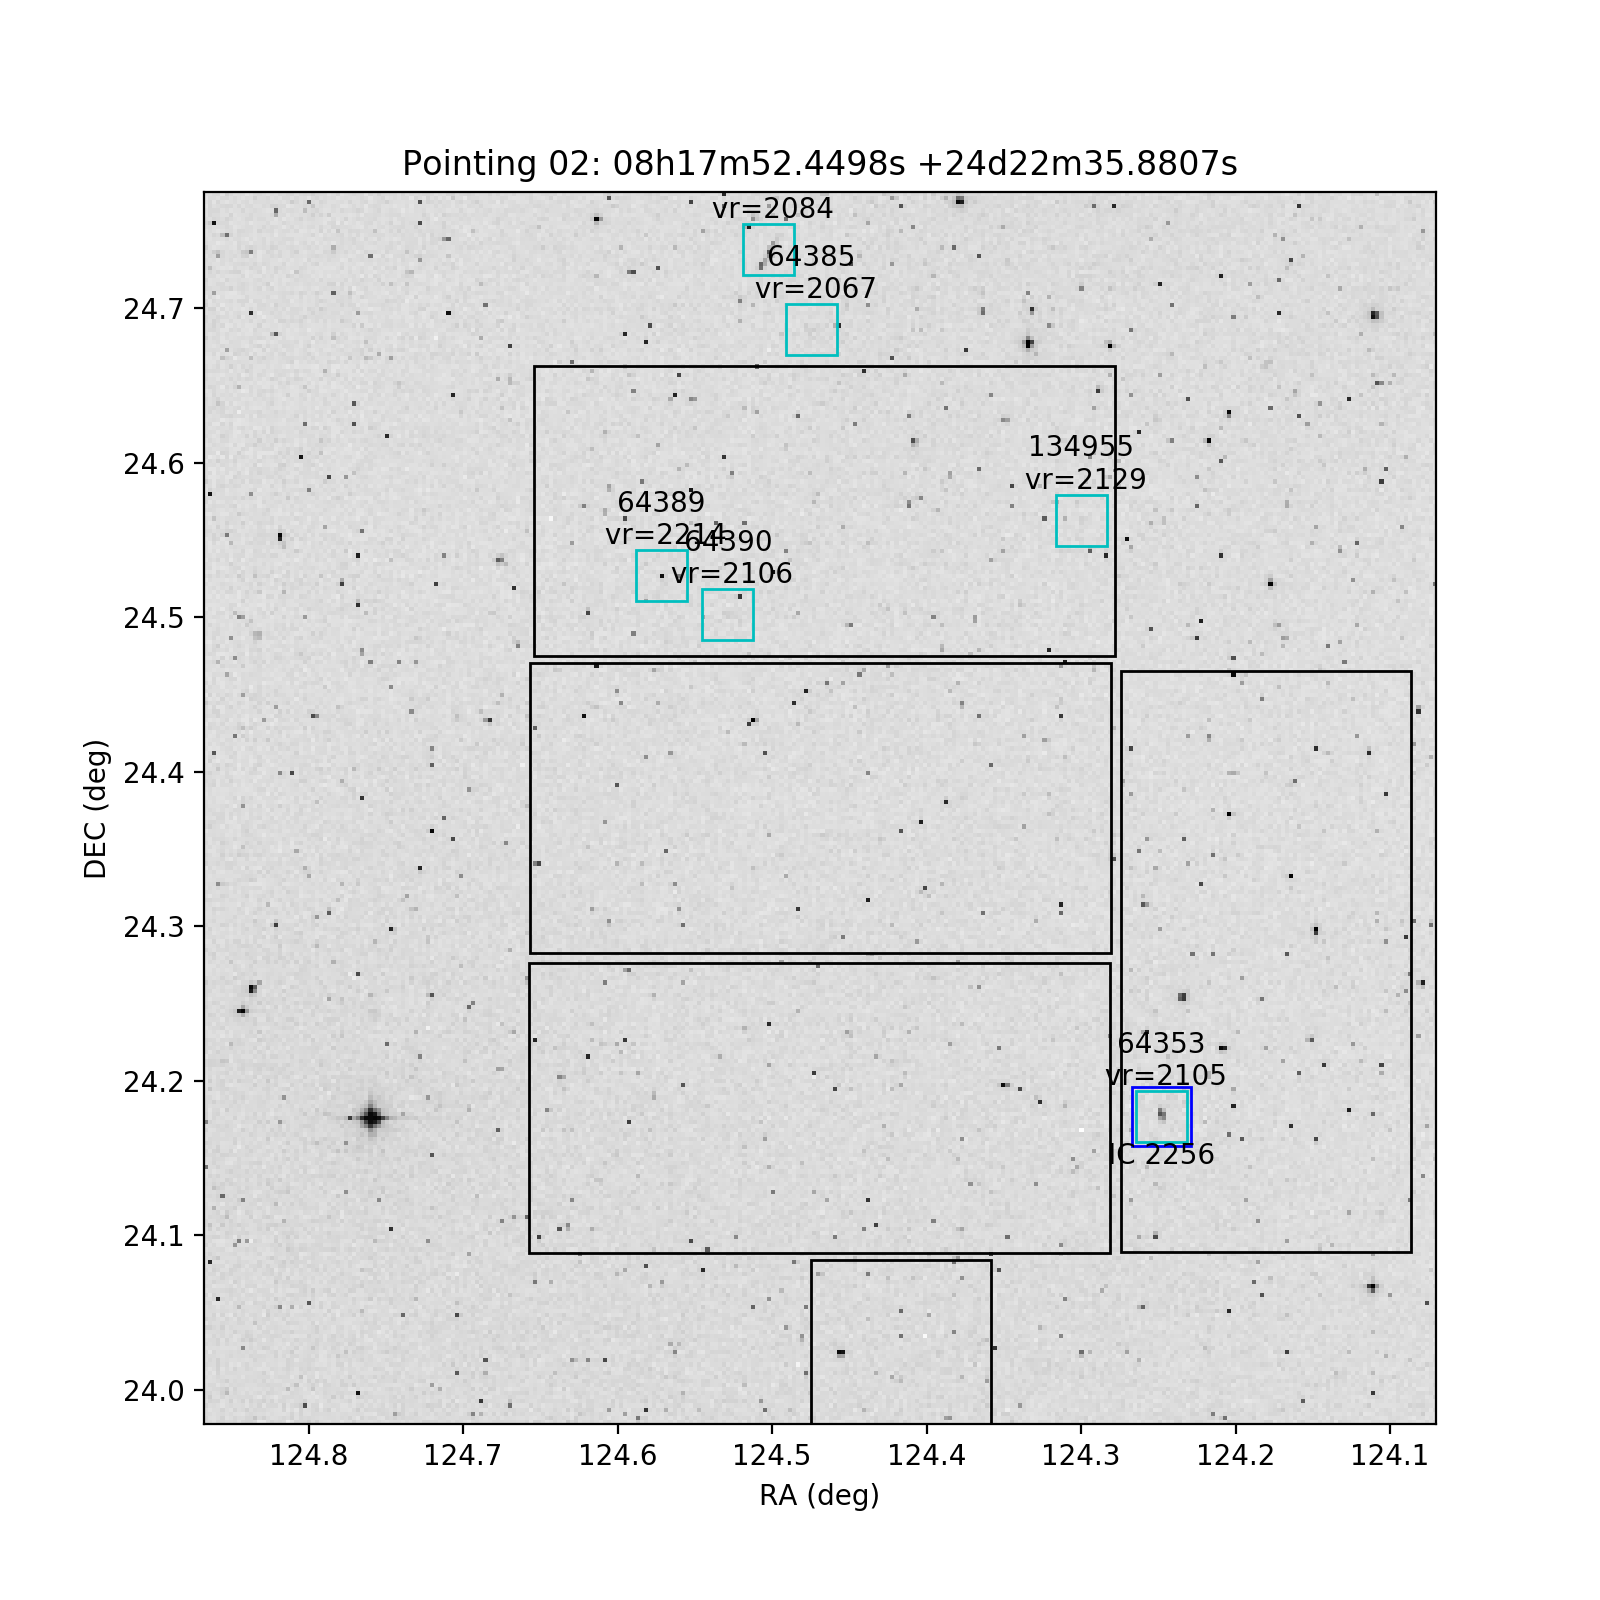 Pointing 02: 08h17m52.4498s +24d22m35.8807s
vr=2084
64385
vr=2067
24.7
134955
vr=2129
24.6
64389
vr=2214
64390
vr=2106
24.5
24.4
DEC (deg)
24.3
64353
vr=2105
24.2
IC 2256
24.1
24.0
124.8 124.7 124.6 124.5 124.4 124.3 124.2 124.1
RA (deg)